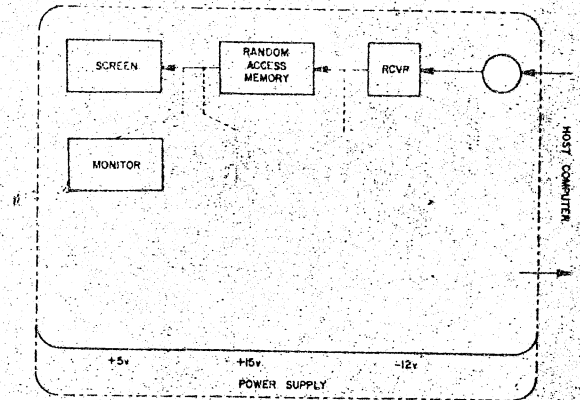 SCREEN
RANDOM
ACCESS
MEMORY
RCVR
MONITOR
HOST COMPUTER
+5v
+15v
-12v
POWER SUPPLY